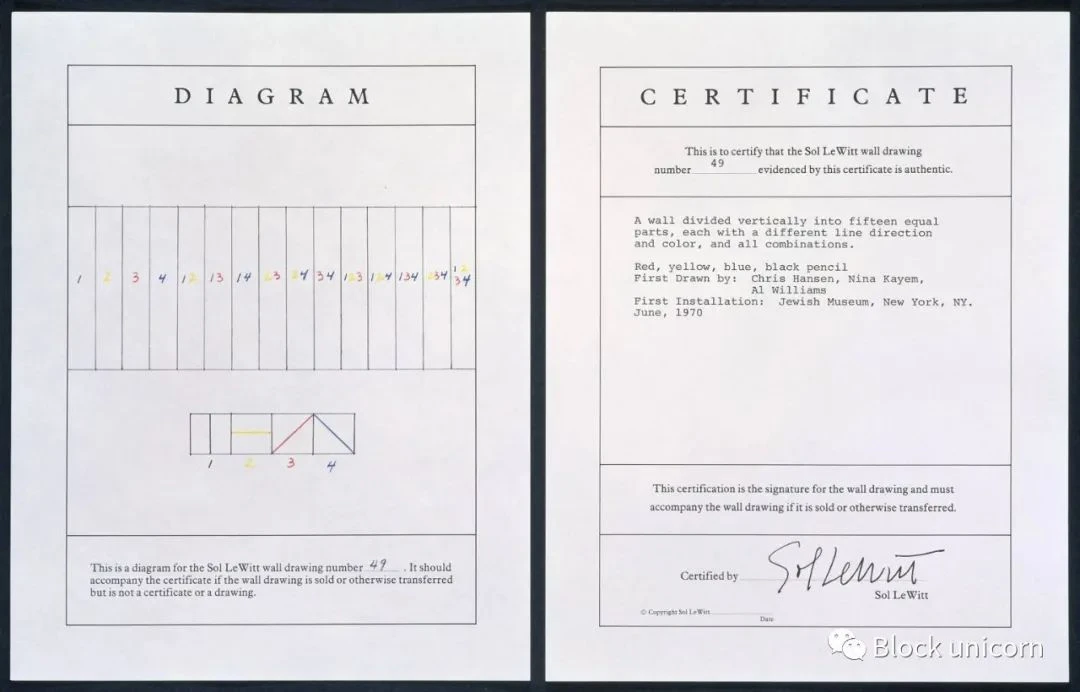 DIAGRAM
1 2 3 4 12 13 14 23 24 34 123 124 134 234 12
34
1 2 3 4
This is a diagram for the Sol LeWitt wall drawing number 49. It should
accompany the certificate if the wall drawing is sold or otherwise transferred
but is not a certificate or a drawing.
CERTIFICATE
This is to certify that the Sol LeWitt wall drawing
number 49 evidenced by this certificate is authentic.
A wall divided vertically into fifteen equal
parts, each with a different line direction
and color, and all combinations.
Red, yellow, blue, black pencil
First Drawn by: Chris Hansen, Nina Kayem,
Al Williams
First Installation: Jewish Museum, New York, NY.
June, 1970
This certification is the signature for the wall drawing and must
accompany the wall drawing if it is sold or otherwise transferred.
Certified by Sol LeWitt
Sol LeWitt
© Copyright Sol LeWitt
Date
Block unicorn